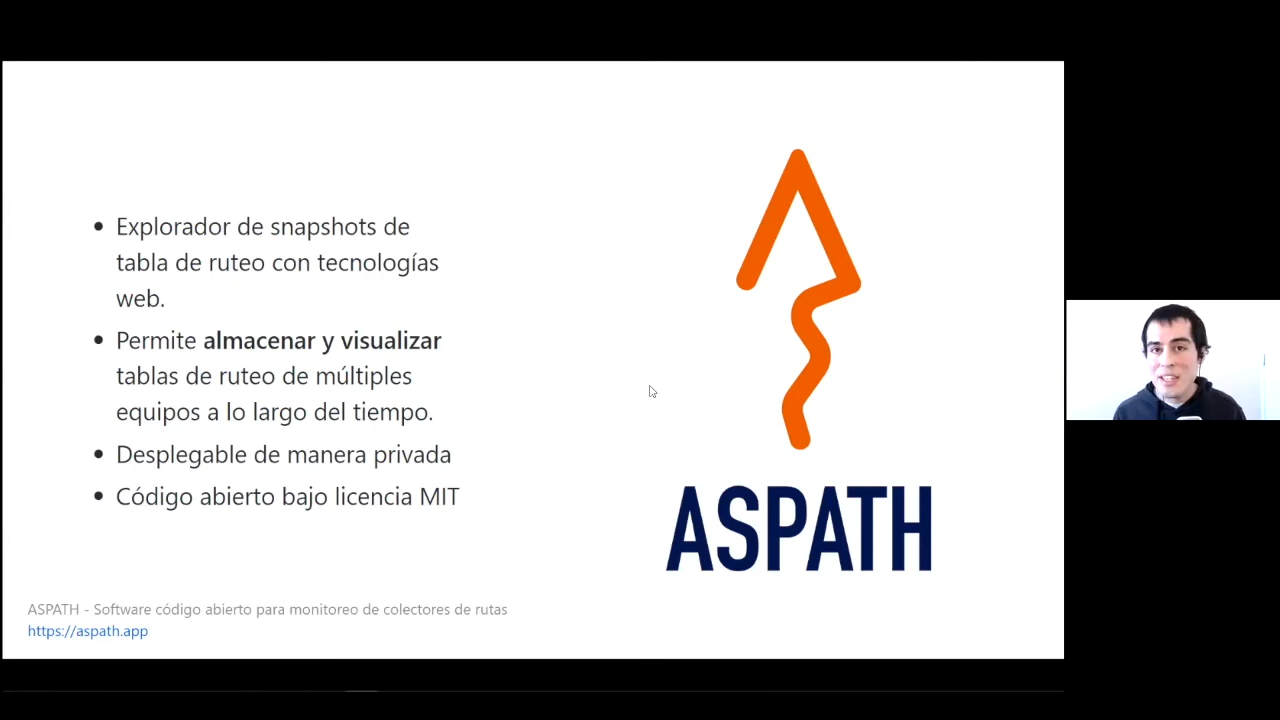 Explorador de snapshots de
tabla de ruteo con tecnologías
web.
Permite almacenar y visualizar
tablas de ruteo de múltiples
equipos a lo largo del tiempo.
Desplegable de manera privada
Código abierto bajo licencia MIT
ASPATH
ASPATH - Software código abierto para monitoreo de colectores de rutas
https://aspath.app